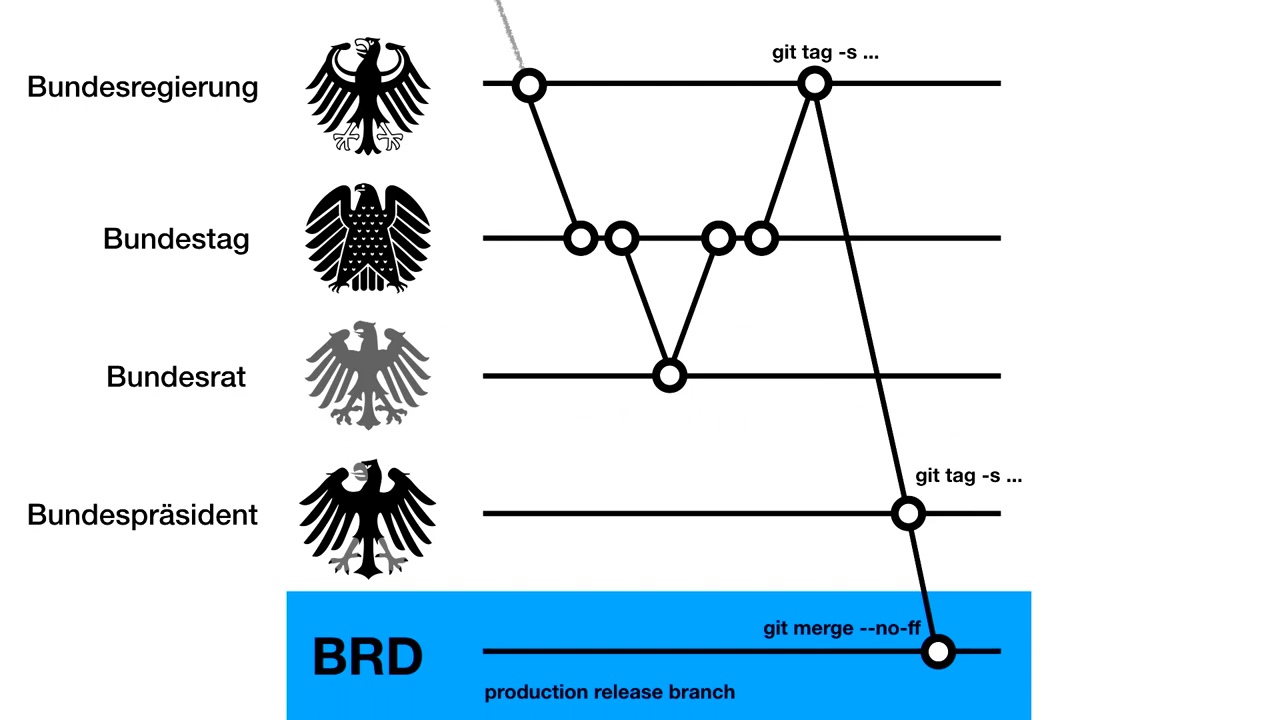 git tag -s ...
Bundesregierung
Bundestag
Bundesrat
git tag -s ...
Bundespräsident
git merge --no-ff
BRD
production release branch